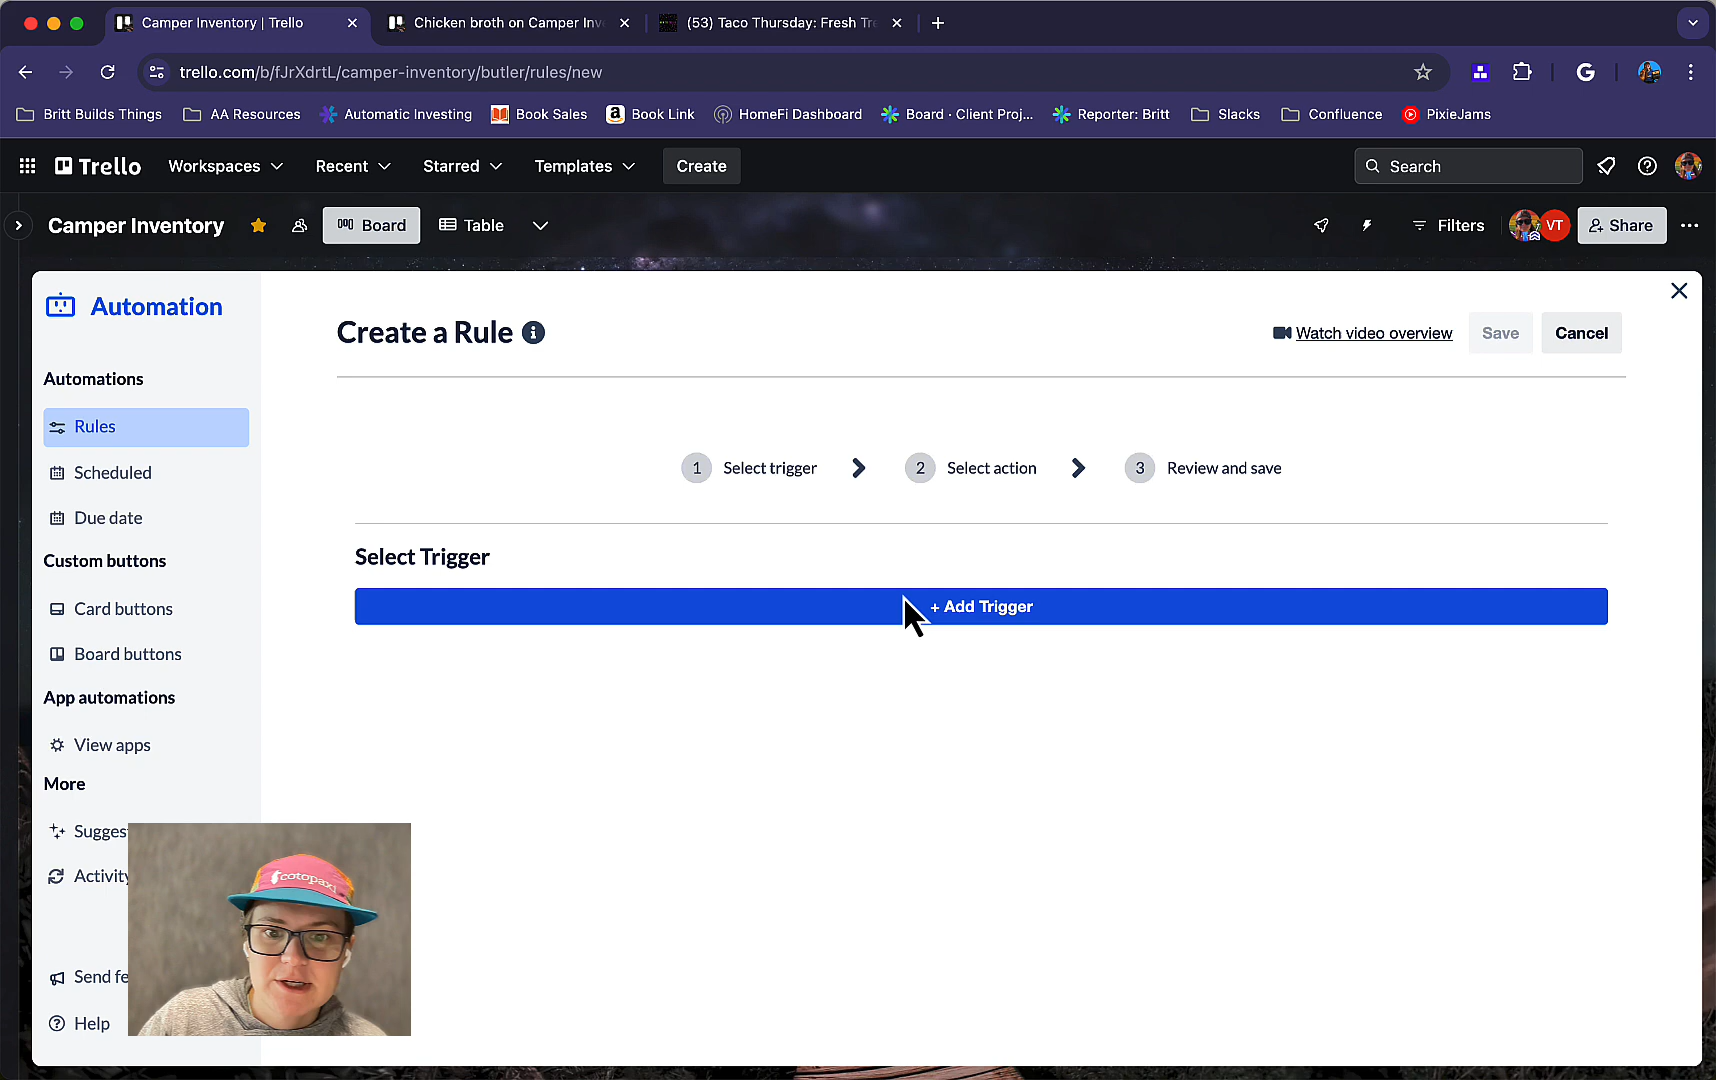 Camper Inventory | Trello
Chicken broth on Camper Inv
(53) Taco Thursday: Fresh Tr
trello.com/b/fJrXdrtL/camper-inventory/butler/rules/new
Britt Builds Things
AA Resources
Automatic Investing
Book Sales
Book Link
HomeFi Dashboard
Board · Client Proj...
Reporter: Britt
Slacks
Confluence
PixieJams
Trello
Workspaces
Recent
Starred
Templates
Create
Search
Camper Inventory
Board
Table
Filters
VT
Share
Automation
Automations
Rules
Scheduled
Due date
Custom buttons
Card buttons
Board buttons
App automations
View apps
More
Sugges
Activity
Send fe
Help
Create a Rule
Watch video overview
Save
Cancel
1 Select trigger
2 Select action
3 Review and save
Select Trigger
+ Add Trigger
cotopaxi